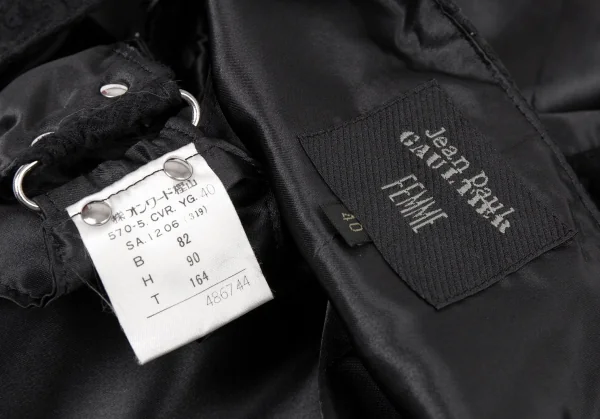 ㈱オンワード樫山
570-5. CVR. YG. 40
SA.12.06 (319)
B 82
H 90
T 164
486744
Jean Paul
GAULTIER
FEMME
40